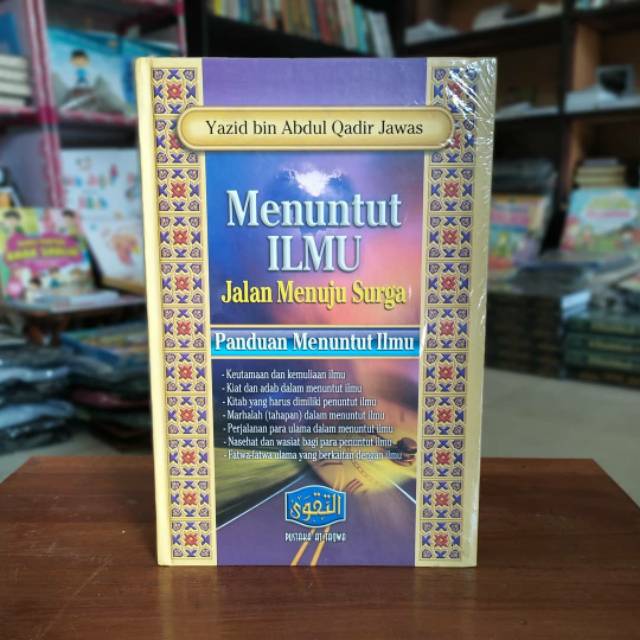 Yazid bin Abdul Qadir Jawas
Menuntut
ILMU
Jalan Menuju Surga
Panduan Menuntut Ilmu
- Keutamaan dan kemuliaan ilmu
- Kiat dan adab dalam menuntut ilmu
- Kitab yang harus dimiliki penuntut ilmu
- Marhalah (tahapan) dalam menuntut ilmu
- Perjalanan para ulama dalam menuntut ilmu
- Nasehat dan wasiat bagi para penuntut ilmu
- Fatwa-fatwa ulama yang berkaitan dengan ilmu
التقوى
PUSTAKA AT-TAQWA